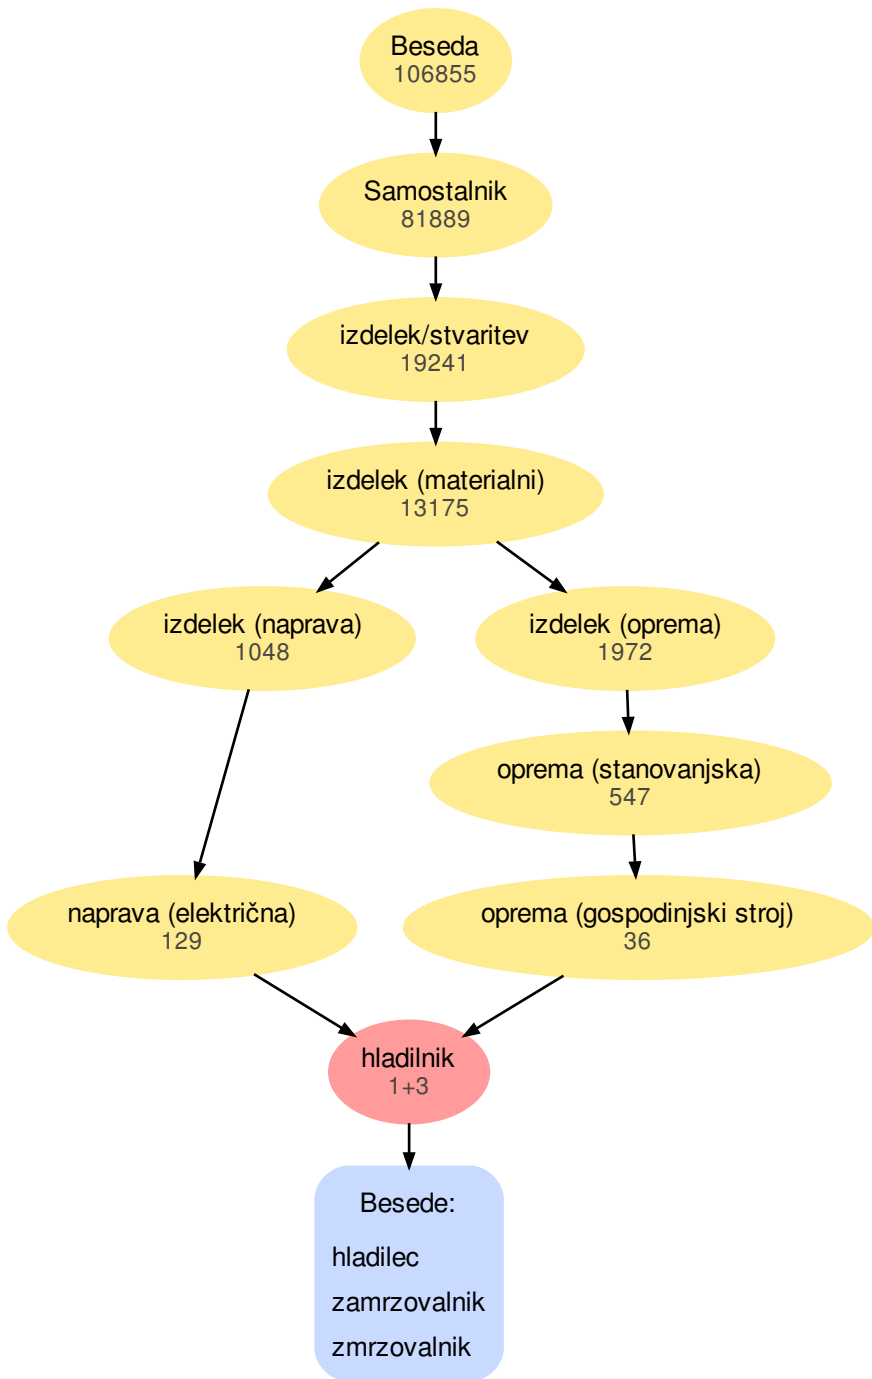 Beseda
106855
Samostalnik
81889
izdelek/stvaritev
19241
izdelek (materialni)
13175
izdelek (naprava)
1048
izdelek (oprema)
1972
oprema (stanovanjska)
547
naprava (električna)
129
oprema (gospodinjski stroj)
36
hladilnik
1+3
Besede:
hladilec
zamrzovalnik
zmrzovalnik